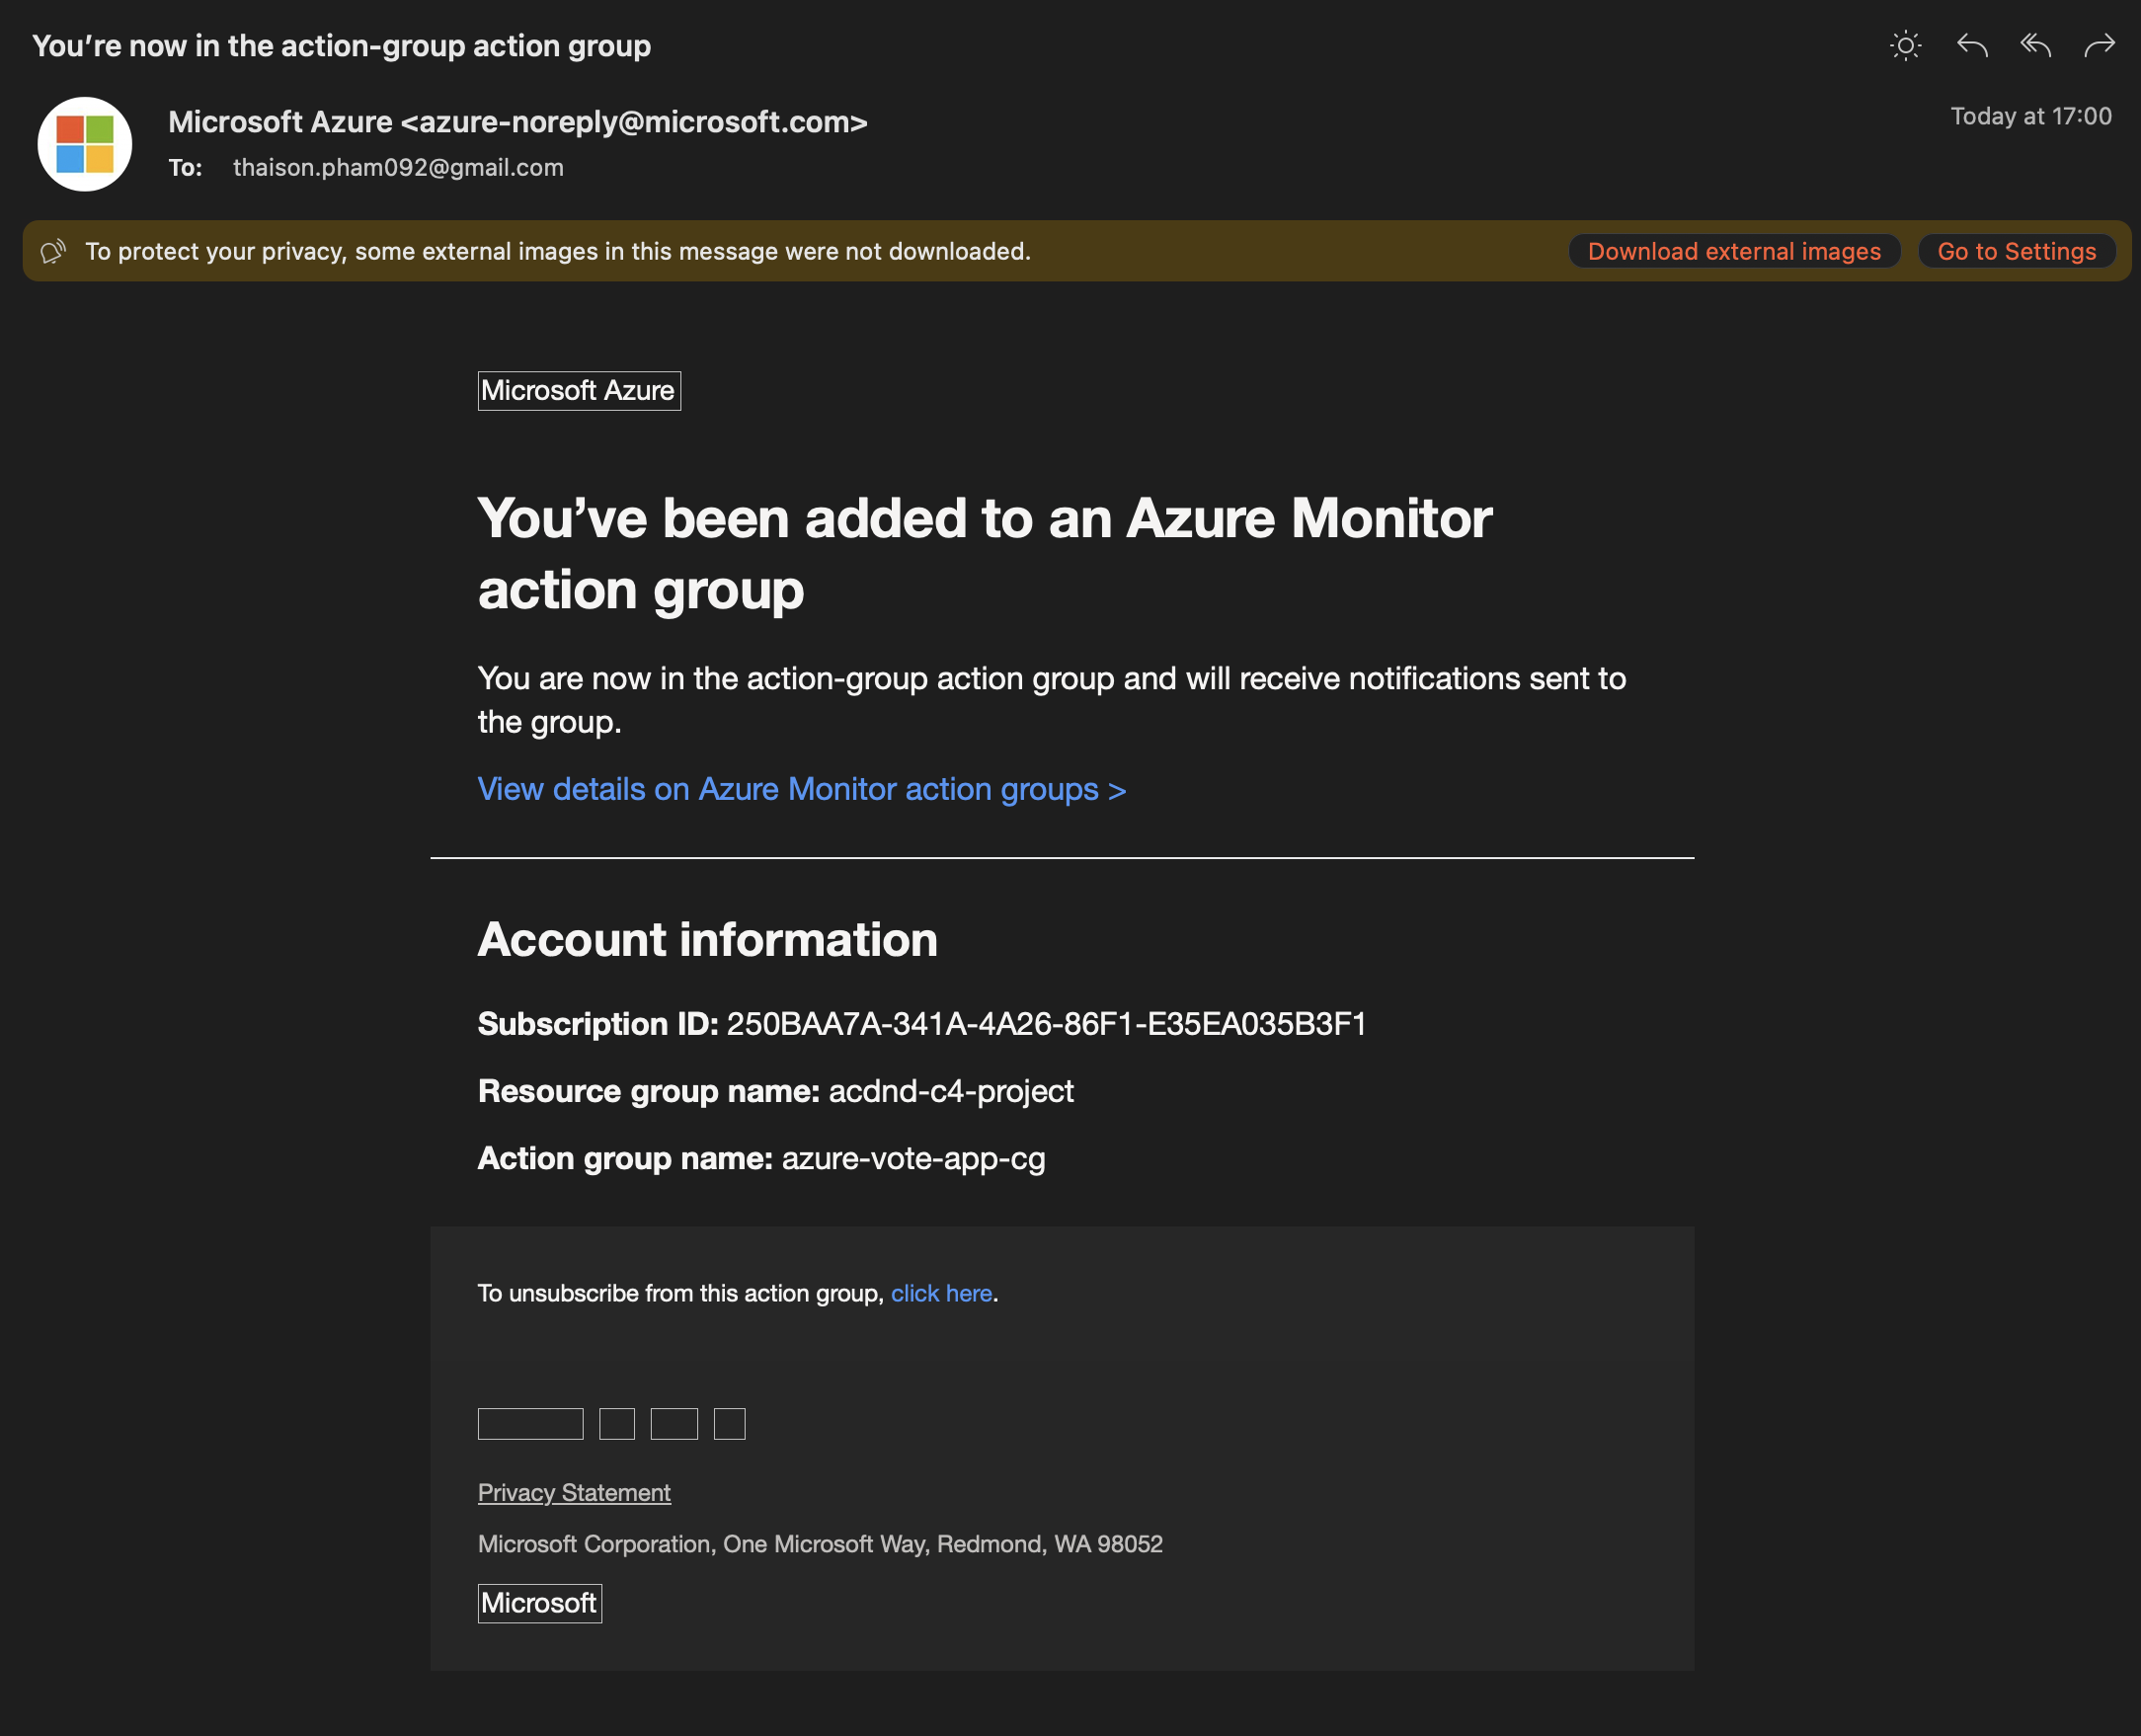 You're now in the action-group action group
Microsoft Azure <azure-noreply@microsoft.com>
Today at 17:00
To: thaison.pham092@gmail.com
To protect your privacy, some external images in this message were not downloaded.
Download external images
Go to Settings
Microsoft Azure
You've been added to an Azure Monitor
action group
You are now in the action-group action group and will receive notifications sent to
the group.
View details on Azure Monitor action groups >
Account information
Subscription ID: 250BAA7A-341A-4A26-86F1-E35EA035B3F1
Resource group name: acdnd-c4-project
Action group name: azure-vote-app-cg
To unsubscribe from this action group, click here.
Privacy Statement
Microsoft Corporation, One Microsoft Way, Redmond, WA 98052
Microsoft